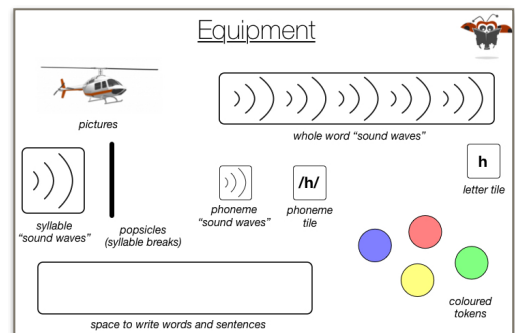 Equipment
pictures
whole word “sound waves”
h
letter tile
/h/
syllable
“sound waves”
popsicles
(syllable breaks)
phoneme
“sound waves”
phoneme
tile
coloured
tokens
space to write words and sentences